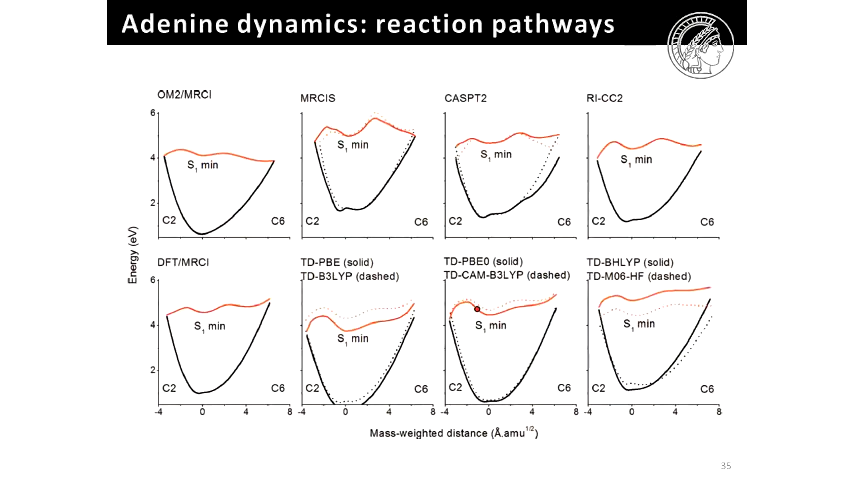 Adenine dynamics: reaction pathways
OM2/MRCI
MRCIS
CASPT2
RI-CC2
6
4
2
S1 min
S1 min
S1 min
S1 min
C2
C6
C2
C6
C2
C6
C2
C6
Energy (eV)
DFT/MRCI
TD-PBE (solid)
TD-B3LYP (dashed)
TD-PBE0 (solid)
TD-CAM-B3LYP (dashed)
TD-BHLYP (solid)
TD-M06-HF (dashed)
6
4
2
S1 min
S1 min
S1 min
S1 min
C2
C6
C2
C6
C2
C6
C2
C6
-4 0 4 8 -4 0 4 8 -4 0 4 8 -4 0 4 8
Mass-weighted distance (Å.amu1/2)
35